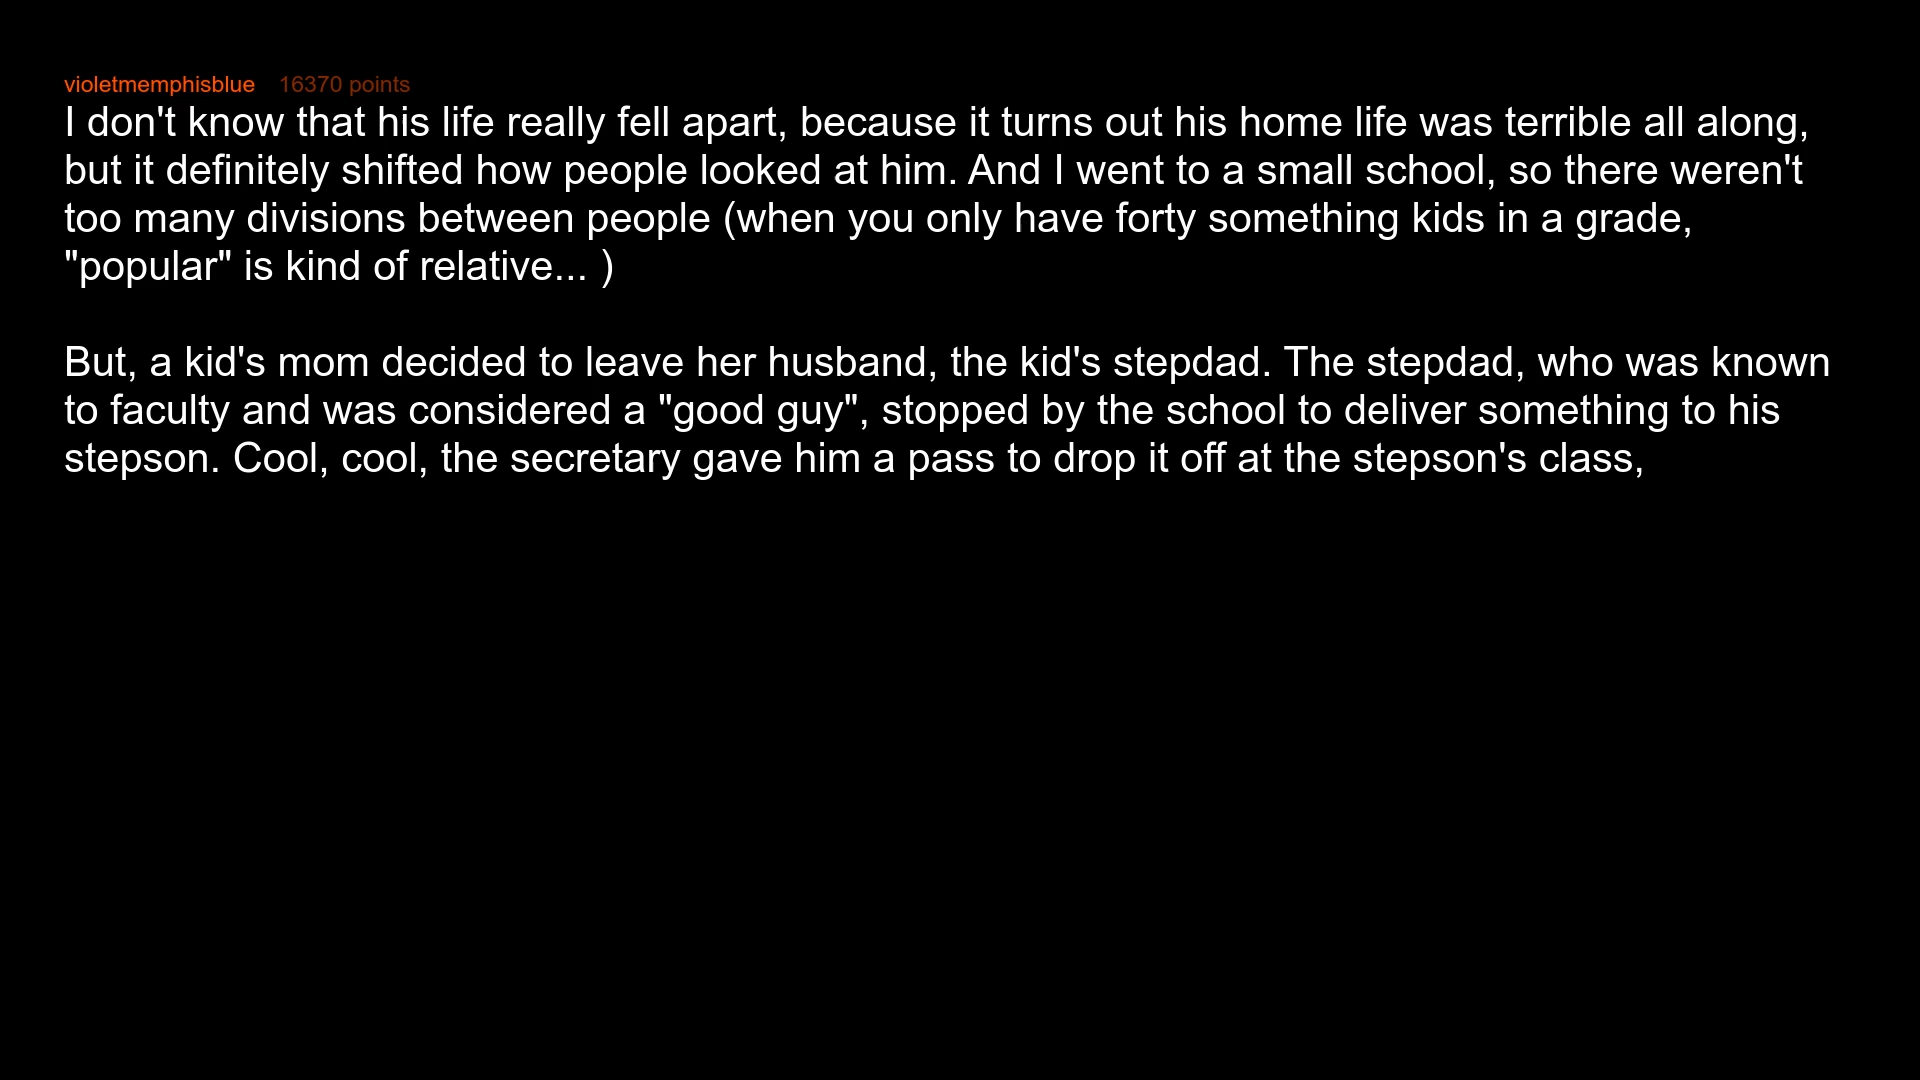 violetmemphisblue 16370 points
I don't know that his life really fell apart, because it turns out his home life was terrible all along,
but it definitely shifted how people looked at him. And I went to a small school, so there weren't
too many divisions between people (when you only have forty something kids in a grade,
"popular" is kind of relative... )
But, a kid's mom decided to leave her husband, the kid's stepdad. The stepdad, who was known
to faculty and was considered a "good guy", stopped by the school to deliver something to his
stepson. Cool, cool, the secretary gave him a pass to drop it off at the stepson's class,